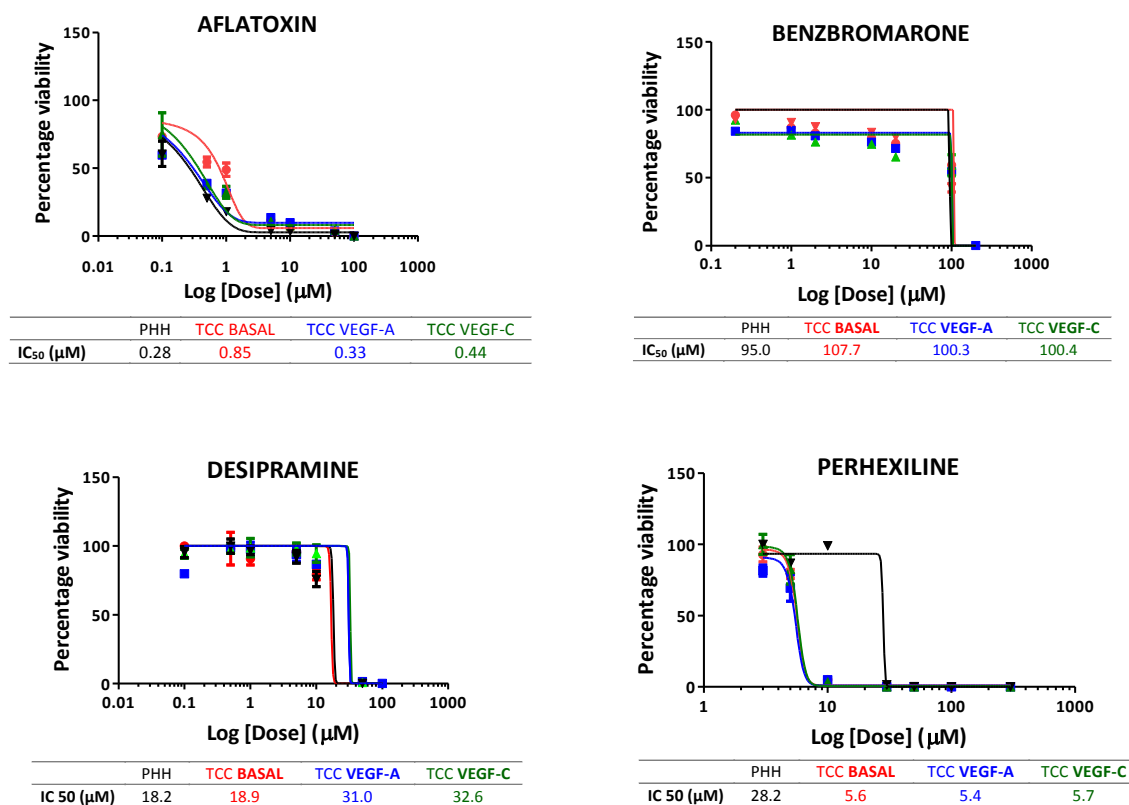 AFLATOXIN
Percentage viability
150
100
50
0
0.01 0.1 1 10 100 1000
Log [Dose] (µM)
PHH TCC BASAL TCC VEGF-A TCC VEGF-C
IC50 (µM) 0.28 0.85 0.33 0.44
BENZBROMARONE
Percentage viability
150
100
50
0
0.1 1 10 100 1000
Log [Dose] (µM)
PHH TCC BASAL TCC VEGF-A TCC VEGF-C
IC50 (µM) 95.0 107.7 100.3 100.4
DESIPRAMINE
Percentage viability
150
100
50
0
0.01 0.1 1 10 100 1000
Log [Dose] (µM)
PHH TCC BASAL TCC VEGF-A TCC VEGF-C
IC 50 (µM) 18.2 18.9 31.0 32.6
PERHEXILINE
Percentage viability
150
100
50
0
1 10 100 1000
Log [Dose] (µM)
PHH TCC BASAL TCC VEGF-A TCC VEGF-C
IC 50 (µM) 28.2 5.6 5.4 5.7